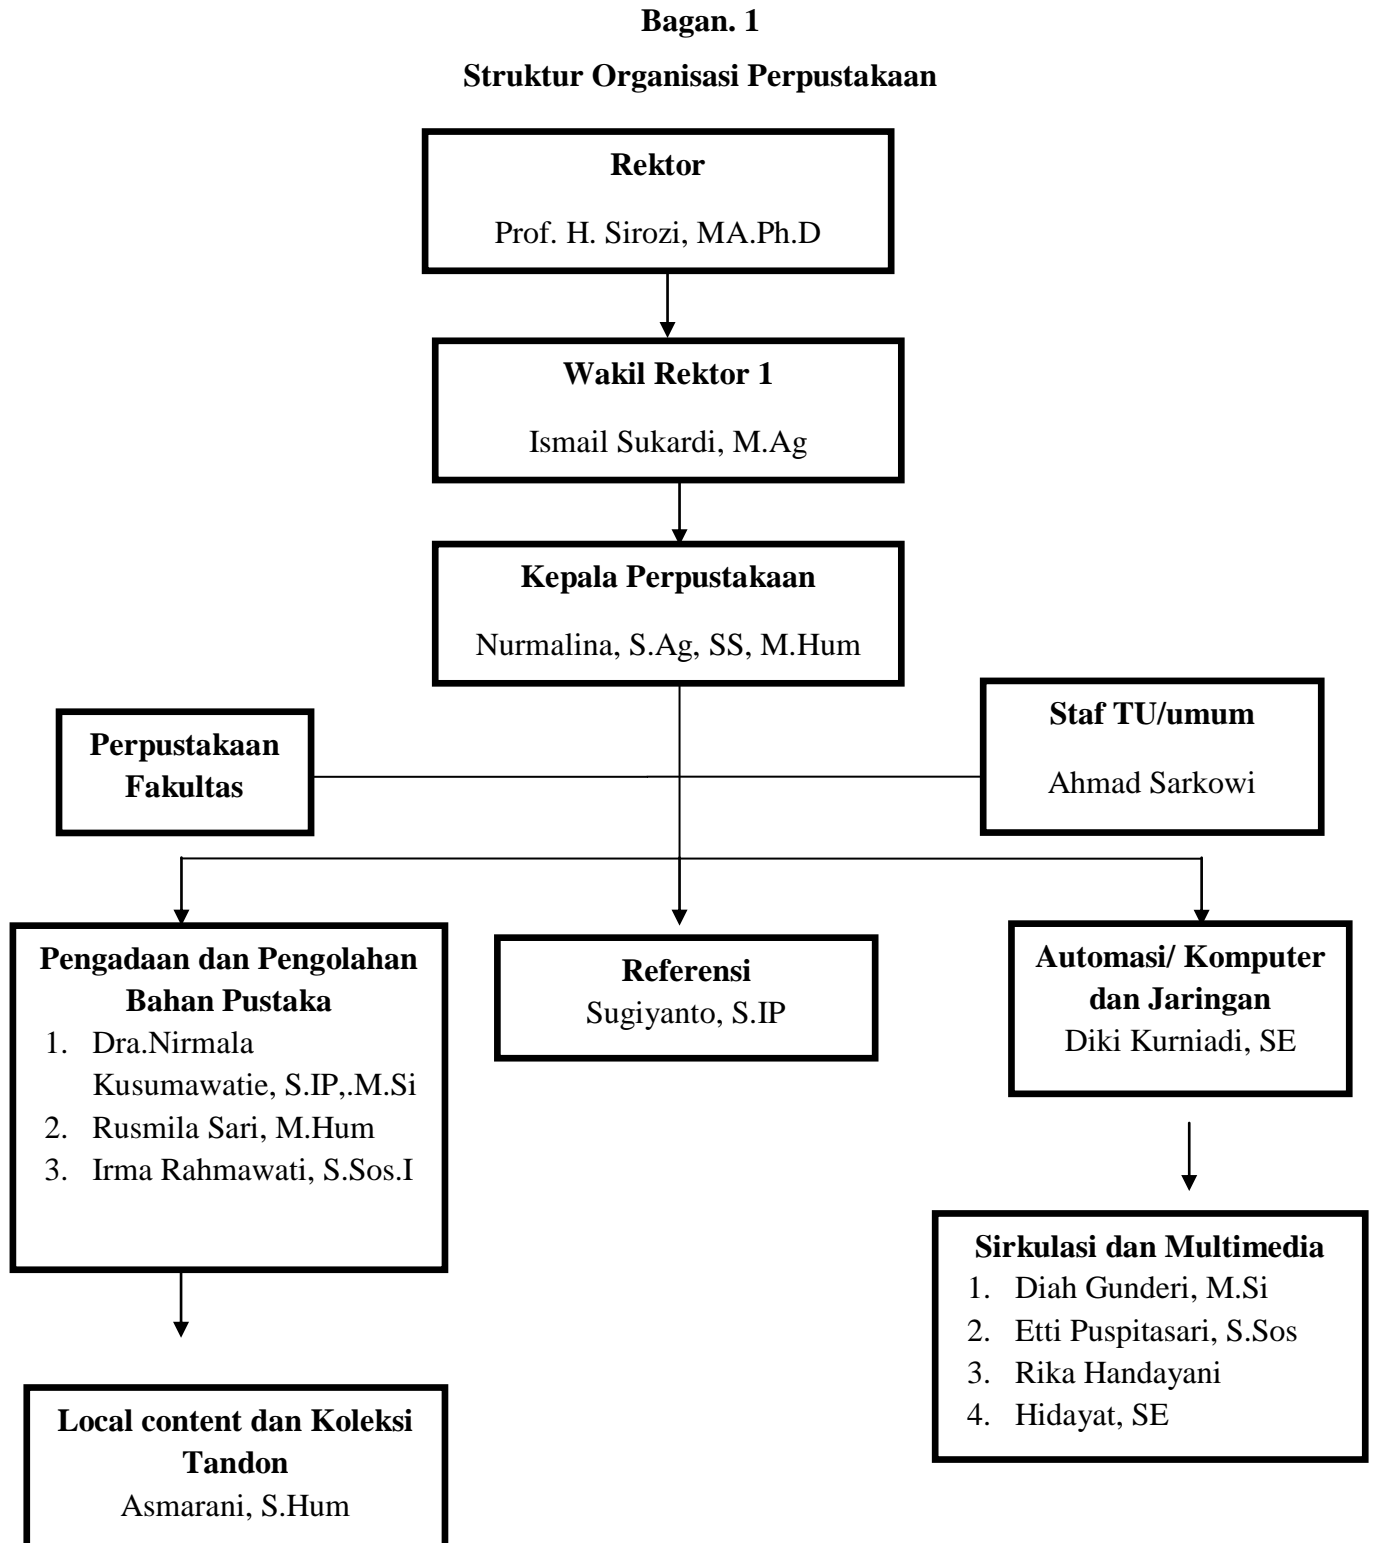 Bagan. 1
Struktur Organisasi Perpustakaan
Rektor
Prof. H. Sirozi, MA.Ph.D
Wakil Rektor 1
Ismail Sukardi, M.Ag
Kepala Perpustakaan
Nurmalina, S.Ag, SS, M.Hum
Perpustakaan
Fakultas
Staf TU/umum
Ahmad Sarkowi
Pengadaan dan Pengolahan
Bahan Pustaka
1. Dra.Nirmala
Kusumawatie, S.IP,.M.Si
2. Rusmila Sari, M.Hum
3. Irma Rahmawati, S.Sos.I
Referensi
Sugiyanto, S.IP
Automasi/ Komputer
dan Jaringan
Diki Kurniadi, SE
Sirkulasi dan Multimedia
1. Diah Gunderi, M.Si
2. Etti Puspitasari, S.Sos
3. Rika Handayani
4. Hidayat, SE
Local content dan Koleksi
Tandon
Asmarani, S.Hum